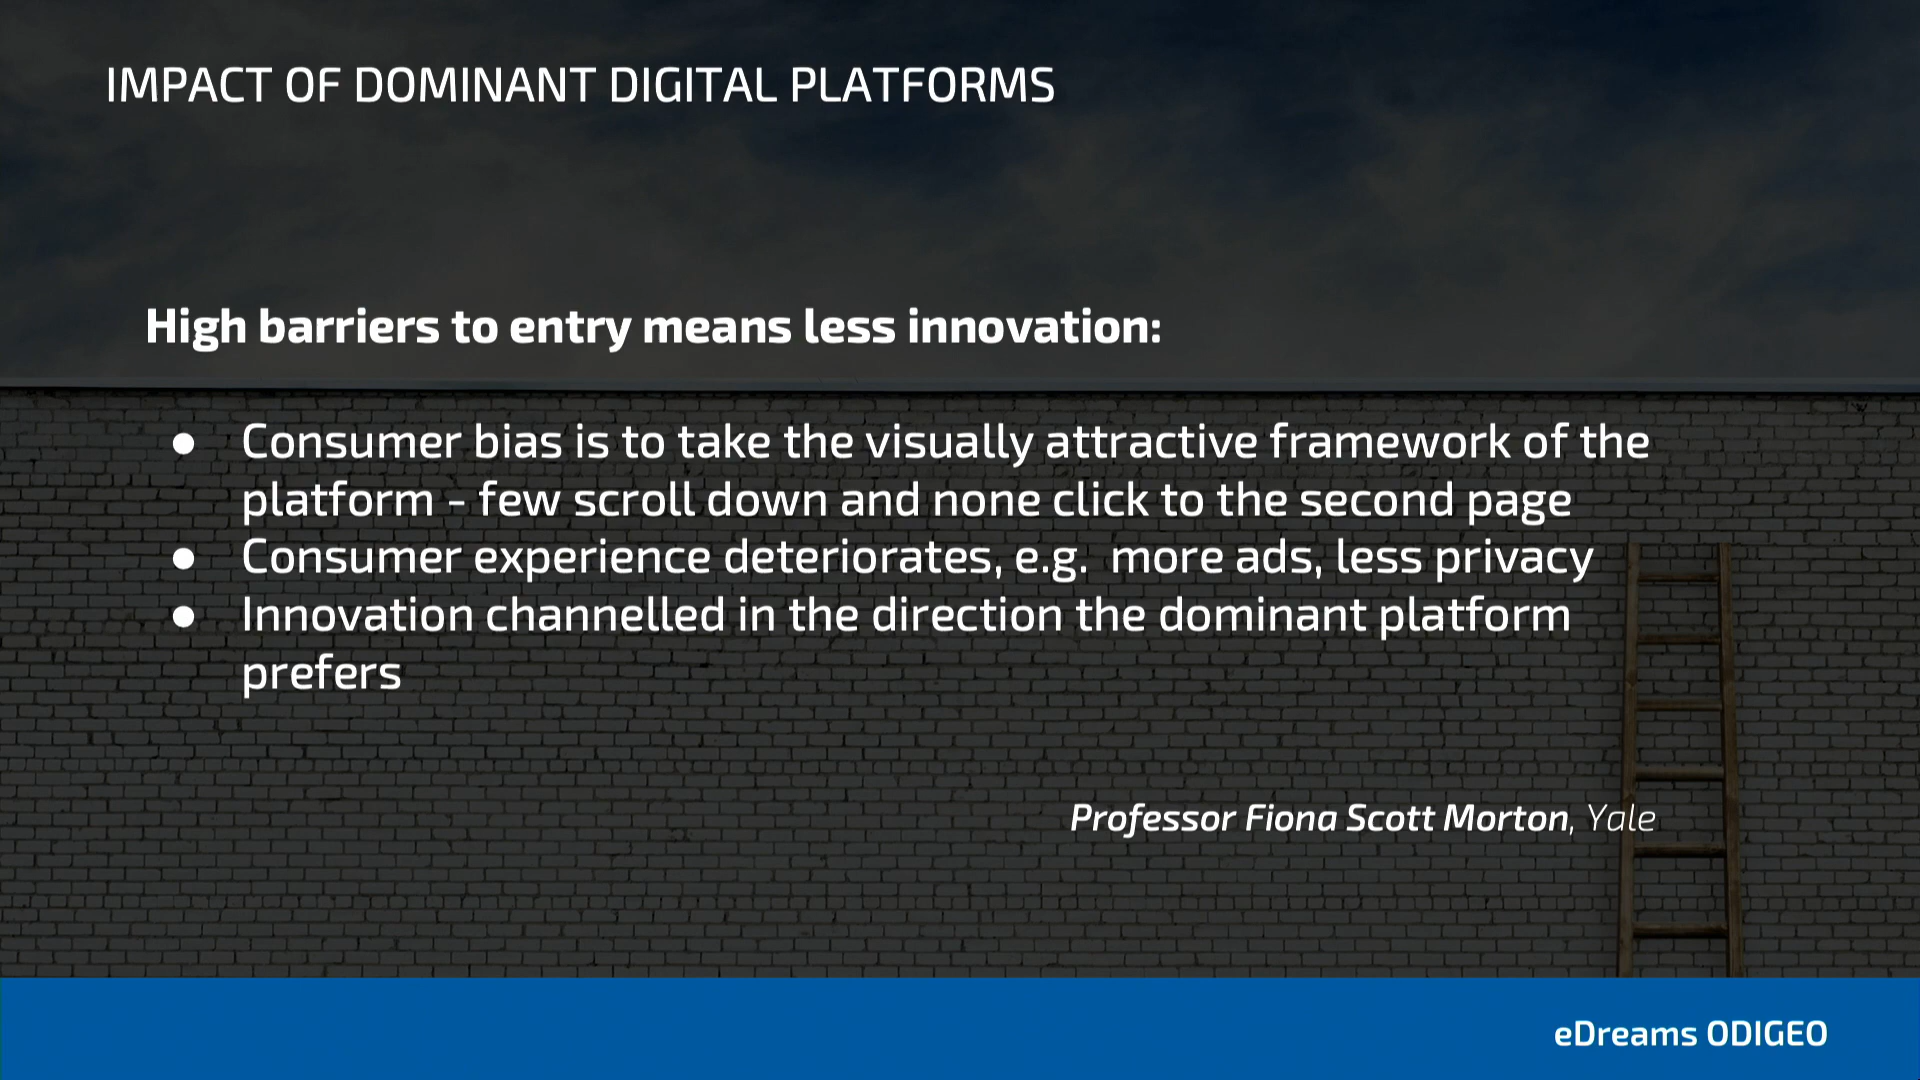 IMPACT OF DOMINANT DIGITAL PLATFORMS
High barriers to entry means less innovation:
● Consumer bias is to take the visually attractive framework of the
platform - few scroll down and none click to the second page
● Consumer experience deteriorates, e.g.  more ads, less privacy
● Innovation channelled in the direction the dominant platform
prefers
Professor Fiona Scott Morton, Yale
eDreams ODIGEO